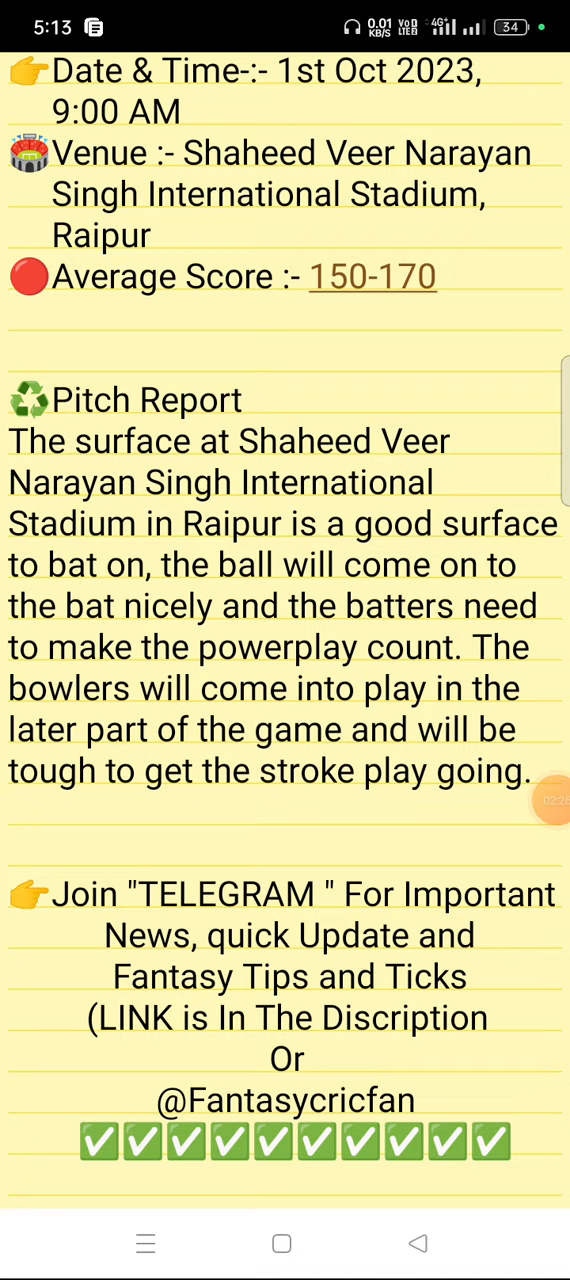 5:13
0.01 KB/S
VoD LTE2
4G+
34
👉Date & Time-:- 1st Oct 2023,
9:00 AM
🏟Venue :- Shaheed Veer Narayan
Singh International Stadium,
Raipur
🔴Average Score :- 150-170
♻Pitch Report
The surface at Shaheed Veer
Narayan Singh International
Stadium in Raipur is a good surface
to bat on, the ball will come on to
the bat nicely and the batters need
to make the powerplay count. The
bowlers will come into play in the
later part of the game and will be
tough to get the stroke play going.
👉Join "TELEGRAM " For Important
News, quick Update and
Fantasy Tips and Ticks
(LINK is In The Discription
Or
@Fantasycricfan
✅✅✅✅✅✅✅✅✅✅